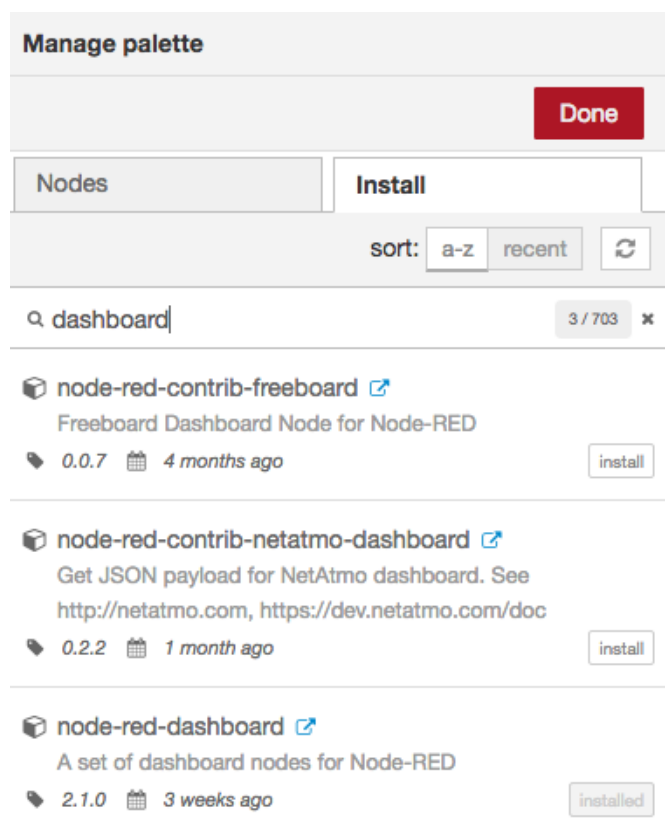 Manage palette
Done
Nodes Install
sort: a-z recent
dashboard 3 / 703 ×
node-red-contrib-freeboard
Freeboard Dashboard Node for Node-RED
0.0.7 4 months ago install
node-red-contrib-netatmo-dashboard
Get JSON payload for NetAtmo dashboard. See
http://netatmo.com, https://dev.netatmo.com/doc
0.2.2 1 month ago install
node-red-dashboard
A set of dashboard nodes for Node-RED
2.1.0 3 weeks ago installed